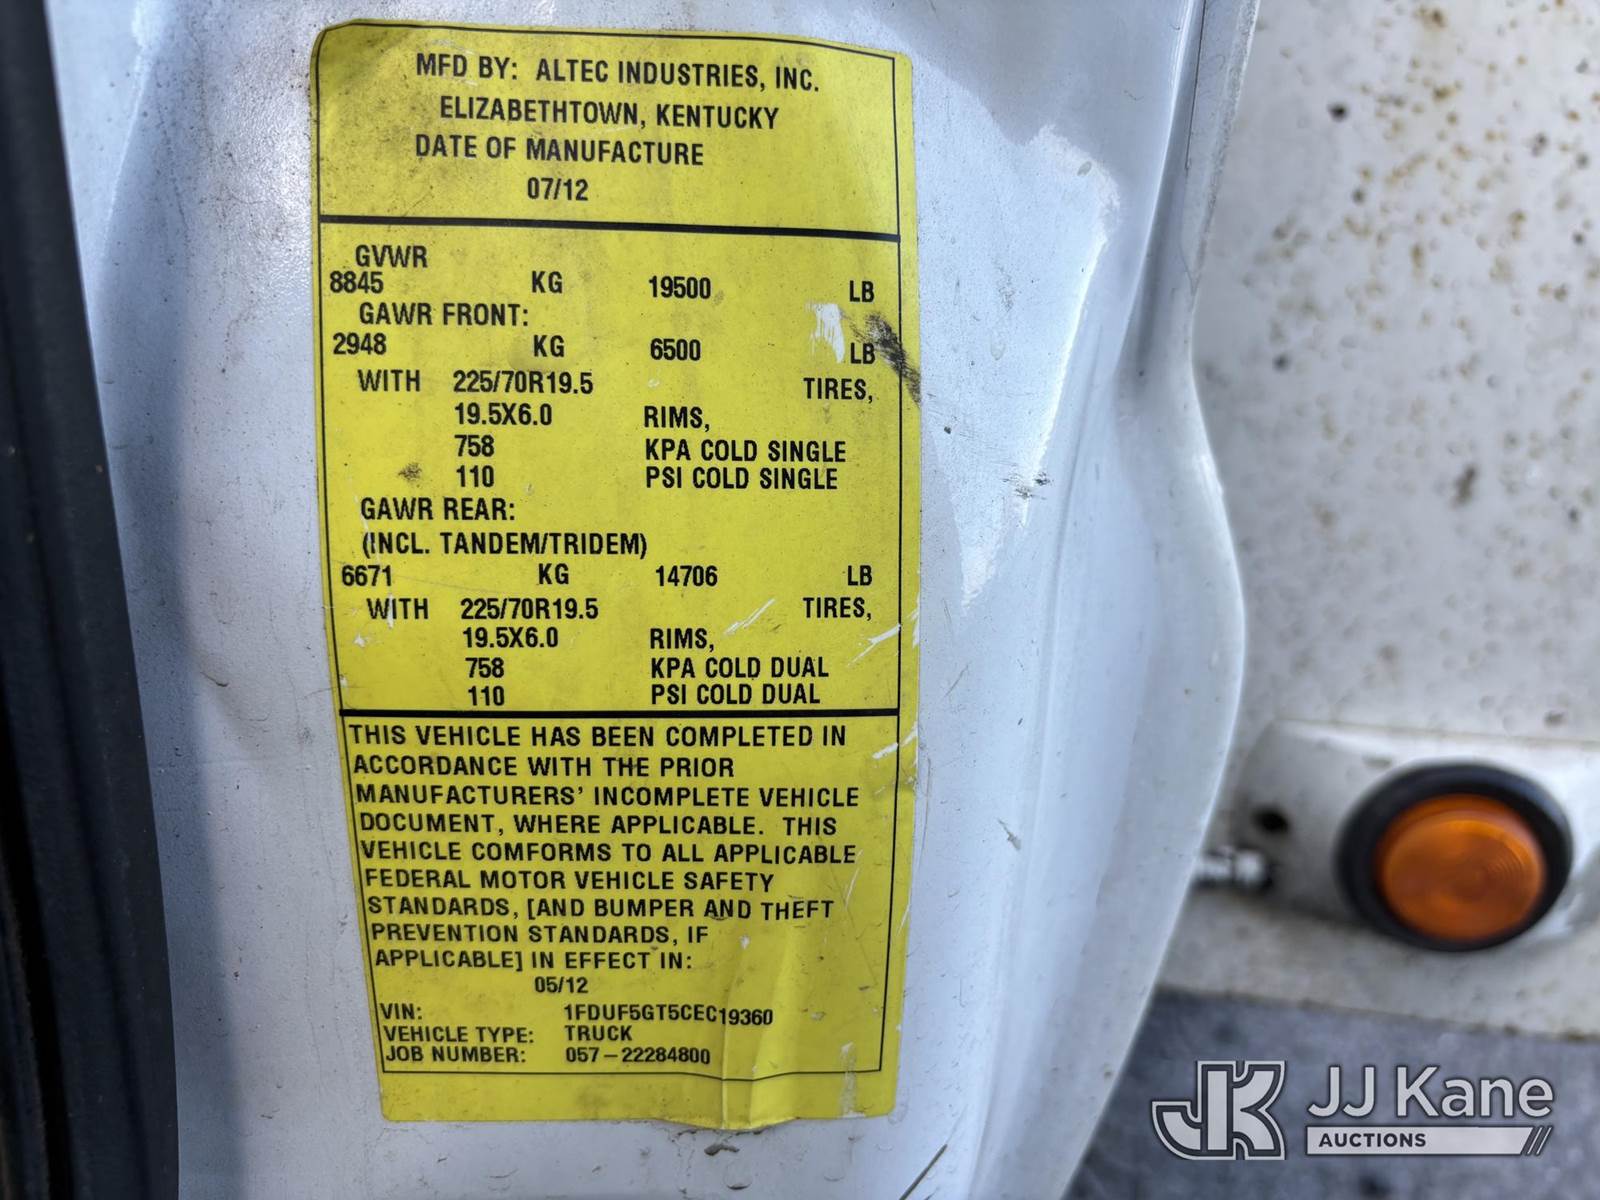 MFD BY: ALTEC INDUSTRIES, INC.
ELIZABETHTOWN, KENTUCKY
DATE OF MANUFACTURE
07/12
GVWR
8845 KG 19500 LB
GAWR FRONT:
2948 KG 6500 LB
WITH 225/70R19.5 TIRES,
19.5X6.0 RIMS,
758 KPA COLD SINGLE
110 PSI COLD SINGLE
GAWR REAR:
(INCL. TANDEM/TRIDEM)
6671 KG 14706 LB
WITH 225/70R19.5 TIRES,
19.5X6.0 RIMS,
758 KPA COLD DUAL
110 PSI COLD DUAL
THIS VEHICLE HAS BEEN COMPLETED IN
ACCORDANCE WITH THE PRIOR
MANUFACTURERS' INCOMPLETE VEHICLE
DOCUMENT, WHERE APPLICABLE. THIS
VEHICLE COMFORMS TO ALL APPLICABLE
FEDERAL MOTOR VEHICLE SAFETY
STANDARDS, [AND BUMPER AND THEFT
PREVENTION STANDARDS, IF
APPLICABLE] IN EFFECT IN:
05/12
VIN: 1FDUF5GT5CEC19360
VEHICLE TYPE: TRUCK
JOB NUMBER: 057-22284800
JK JJ Kane
AUCTIONS